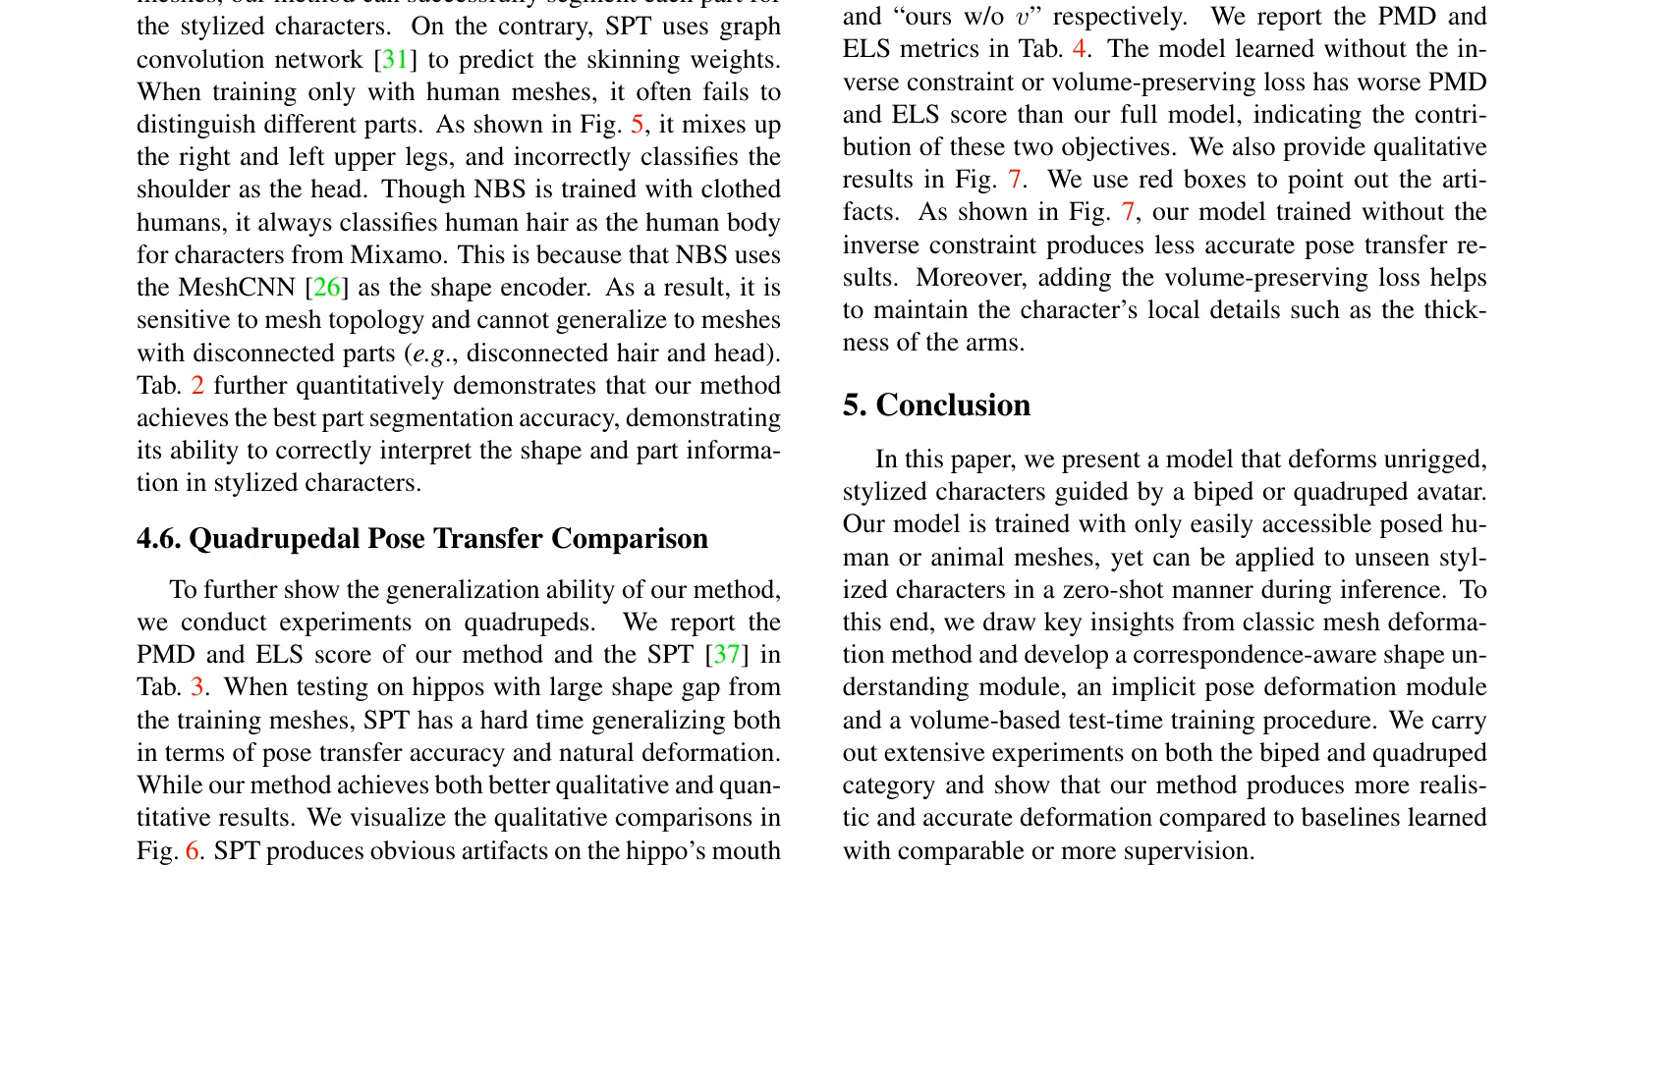 the stylized characters. On the contrary, SPT uses graph
convolution network [31] to predict the skinning weights.
When training only with human meshes, it often fails to
distinguish different parts. As shown in Fig. 5, it mixes up
the right and left upper legs, and incorrectly classifies the
shoulder as the head. Though NBS is trained with clothed
humans, it always classifies human hair as the human body
for characters from Mixamo. This is because that NBS uses
the MeshCNN [26] as the shape encoder. As a result, it is
sensitive to mesh topology and cannot generalize to meshes
with disconnected parts (e.g., disconnected hair and head).
Tab. 2 further quantitatively demonstrates that our method
achieves the best part segmentation accuracy, demonstrating
its ability to correctly interpret the shape and part informa-
tion in stylized characters.
4.6. Quadrupedal Pose Transfer Comparison
To further show the generalization ability of our method,
we conduct experiments on quadrupeds. We report the
PMD and ELS score of our method and the SPT [37] in
Tab. 3. When testing on hippos with large shape gap from
the training meshes, SPT has a hard time generalizing both
in terms of pose transfer accuracy and natural deformation.
While our method achieves both better qualitative and quan-
titative results. We visualize the qualitative comparisons in
Fig. 6. SPT produces obvious artifacts on the hippo's mouth
and “ours w/o v” respectively. We report the PMD and
ELS metrics in Tab. 4. The model learned without the in-
verse constraint or volume-preserving loss has worse PMD
and ELS score than our full model, indicating the contri-
bution of these two objectives. We also provide qualitative
results in Fig. 7. We use red boxes to point out the arti-
facts. As shown in Fig. 7, our model trained without the
inverse constraint produces less accurate pose transfer re-
sults. Moreover, adding the volume-preserving loss helps
to maintain the character's local details such as the thick-
ness of the arms.
5. Conclusion
In this paper, we present a model that deforms unrigged,
stylized characters guided by a biped or quadruped avatar.
Our model is trained with only easily accessible posed hu-
man or animal meshes, yet can be applied to unseen styl-
ized characters in a zero-shot manner during inference. To
this end, we draw key insights from classic mesh deforma-
tion method and develop a correspondence-aware shape un-
derstanding module, an implicit pose deformation module
and a volume-based test-time training procedure. We carry
out extensive experiments on both the biped and quadruped
category and show that our method produces more realis-
tic and accurate deformation compared to baselines learned
with comparable or more supervision.